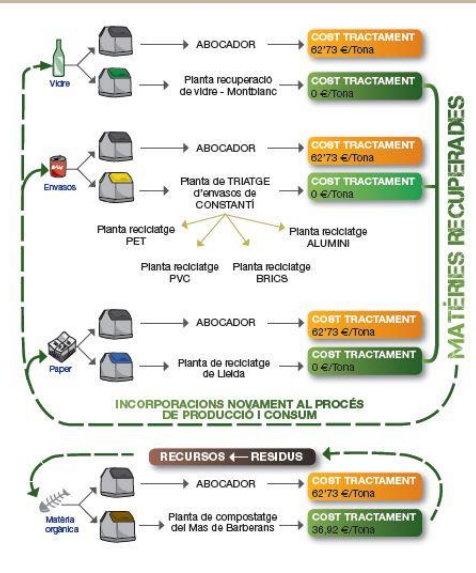 ABOCADOR
COST TRACTAMENT
62'73 €/Tona
Vidre
Planta recuperació
de vidre - Montblanc
COST TRACTAMENT
0 €/Tona
ABOCADOR
COST TRACTAMENT
62'73 €/Tona
Envasos
Planta de TRIATGE
d'envasos de
CONSTANTÍ
COST TRACTAMENT
0 €/Tona
Planta reciclatge
PET
Planta reciclatge
ALUMINI
Planta reciclatge
PVC
Planta reciclatge
BRICS
MATÈRIES RECUPERADES
ABOCADOR
COST TRACTAMENT
62'73 €/Tona
Paper
Planta de reciclatge
de Lleida
COST TRACTAMENT
0 €/Tona
INCORPORACIONS NOVAMENT AL PROCÉS
DE PRODUCCIÓ I CONSUM
RECURSOS ← RESIDUS
ABOCADOR
COST TRACTAMENT
62'73 €/Tona
Matèria
orgànica
Planta de compostatge
del Mas de Barberans
COST TRACTAMENT
36,92 €/Tona